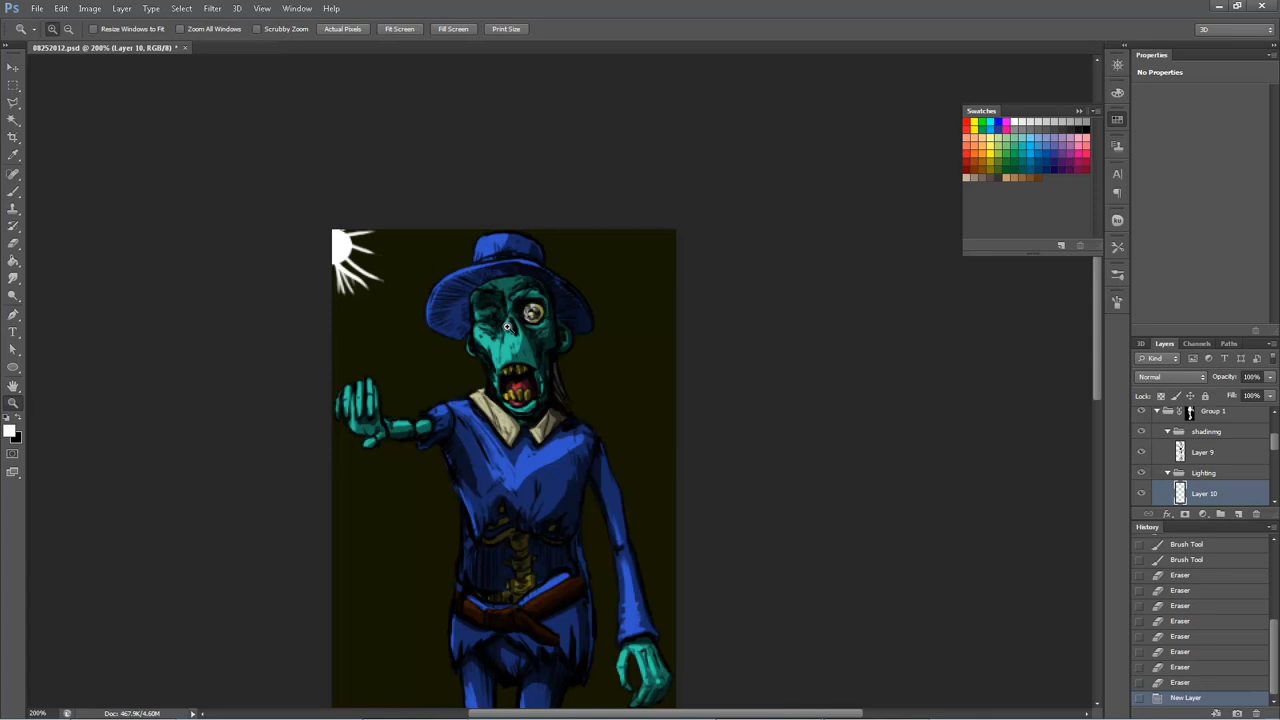 Ps File Edit Image Layer Type Select Filter 3D View Window Help
Resize Windows to Fit Zoom All Windows Scrubby Zoom Actual Pixels Fit Screen Fill Screen Print Size 3D
08252012.psd @ 200% (Layer 10, RGB/8) * ×
Properties
No Properties
Swatches
3D Layers Channels Paths
Kind
Normal Opacity: 100%
Lock: Fill: 100%
Group 1
shadinmg
Layer 9
Lighting
Layer 10
History
Brush Tool
Brush Tool
Eraser
Eraser
Eraser
Eraser
Eraser
Eraser
Eraser
Eraser
New Layer
200% Doc: 467.9K/4.60M